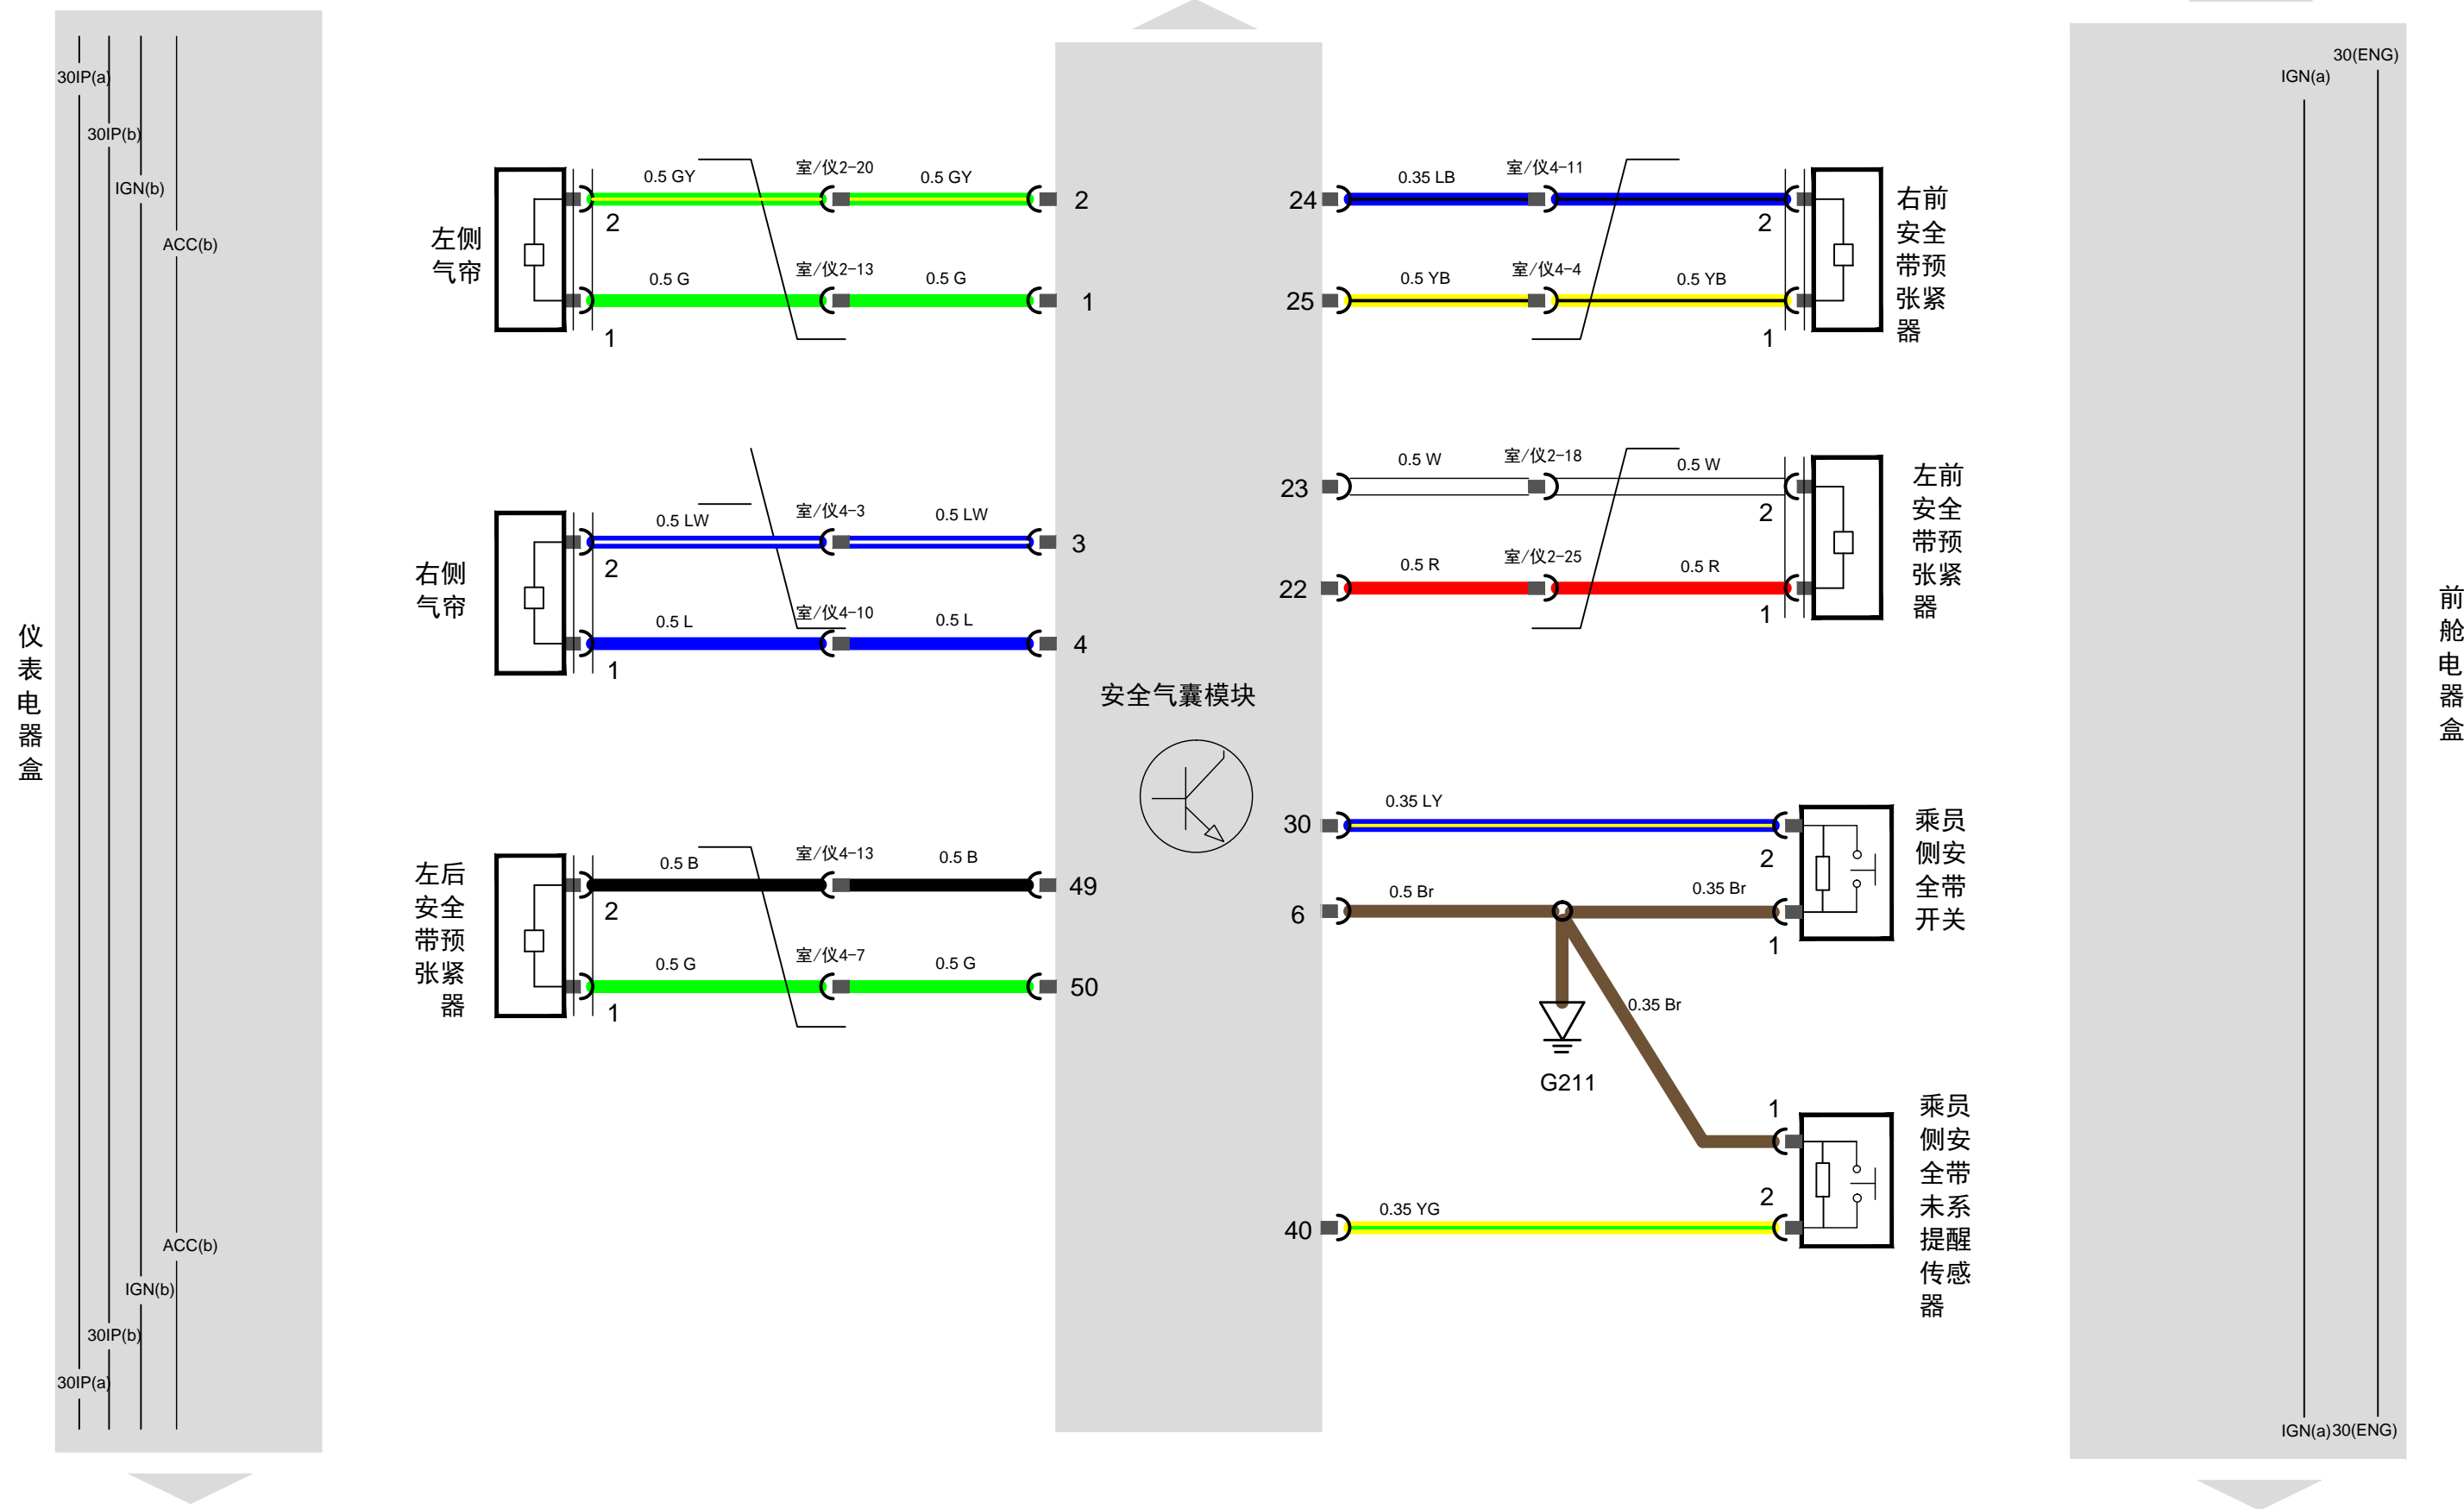 30IP(a)
30IP(b)
IGN(b)
ACC(b)
仪
表
电
器
盒
ACC(b)
IGN(b)
30IP(b)
30IP(a)
左侧
气帘
0.5 GY
室/仪2-20
0.5 GY
2
2
0.5 G
室/仪2-13
0.5 G
1
1
右侧
气帘
0.5 LW
室/仪4-3
0.5 LW
2
3
0.5 L
室/仪4-10
0.5 L
1
4
左后
安全
带预
张紧
器
0.5 B
室/仪4-13
0.5 B
2
49
0.5 G
室/仪4-7
0.5 G
1
50
安全气囊模块
24
0.35 LB
室/仪4-11
2
25
0.5 YB
室/仪4-4
0.5 YB
1
右前
安全
带预
张紧
器
23
0.5 W
室/仪2-18
0.5 W
2
22
0.5 R
室/仪2-25
0.5 R
1
左前
安全
带预
张紧
器
30
0.35 LY
2
6
0.5 Br
0.35 Br
1
乘员
侧安
全带
开关
0.35 Br
G211
1
2
40
0.35 YG
乘员
侧安
全带
未系
提醒
传感
器
30(ENG)
IGN(a)
前
舱
电
器
盒
IGN(a)
30(ENG)